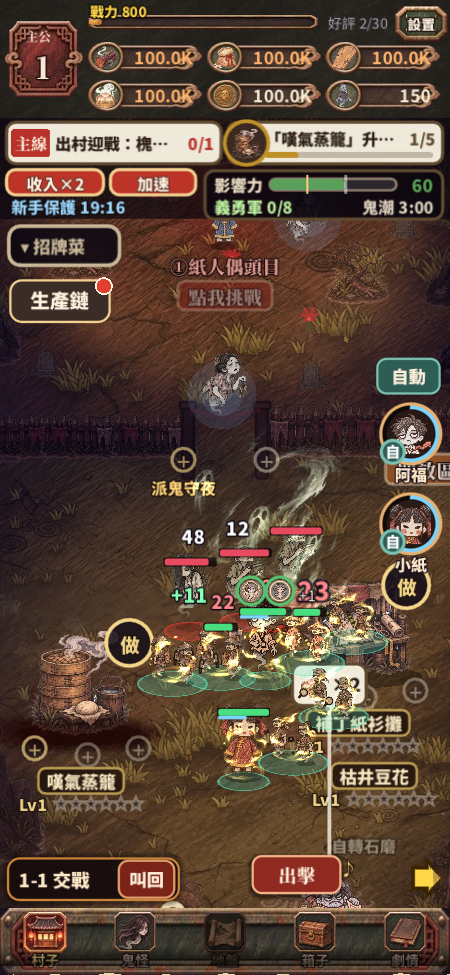 戰力 800
好評 2/30
設置
主公
1
100.0K
100.0K
100.0K
100.0K
100.0K
150
主線 出村迎戰：槐⋯ 0/1
「嘆氣蒸籠」升⋯ 1/5
收入×2
加速
影響力 60
新手保護 19:16
義勇軍 0/8
鬼潮 3:00
▾招牌菜
生產鏈
①紙人偶頭目
點我挑戰
自動
自
阿福
派鬼守夜
自
小紙
48
12
+11
22
23
做
做
補丁紙衫攤
嘆氣蒸籠
Lv1
枯井豆花
Lv1
自轉石磨
1-1 交戰
叫回
出擊
村子
鬼怪
地盤
箱子
劇情